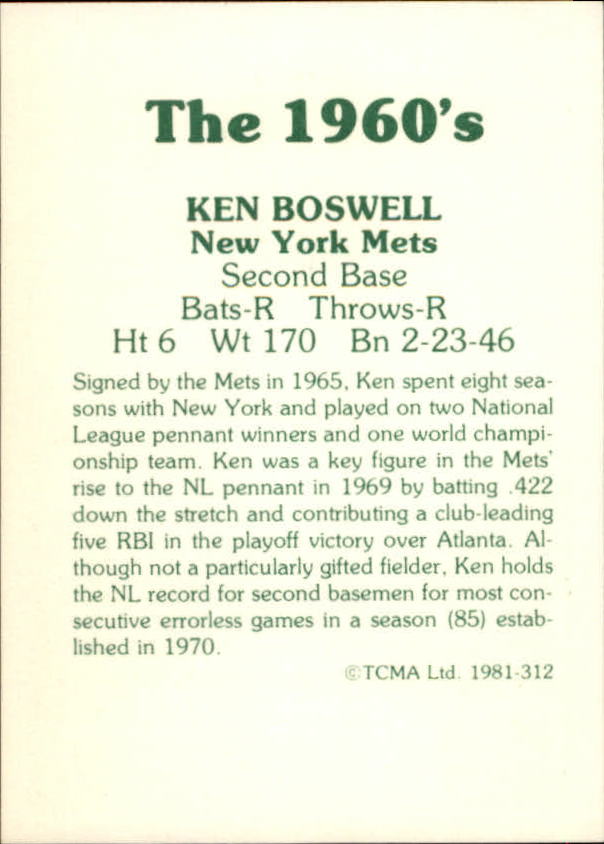 The 1960's
KEN BOSWELL
New York Mets
Second Base
Bats-R Throws-R
Ht 6 Wt 170 Bn 2-23-46
Signed by the Mets in 1965, Ken spent eight sea-
sons with New York and played on two National
League pennant winners and one world champi-
onship team. Ken was a key figure in the Mets'
rise to the NL pennant in 1969 by batting .422
down the stretch and contributing a club-leading
five RBI in the playoff victory over Atlanta. Al-
though not a particularly gifted fielder, Ken holds
the NL record for second basemen for most con-
secutive errorless games in a season (85) estab-
lished in 1970.
©TCMA Ltd. 1981-312